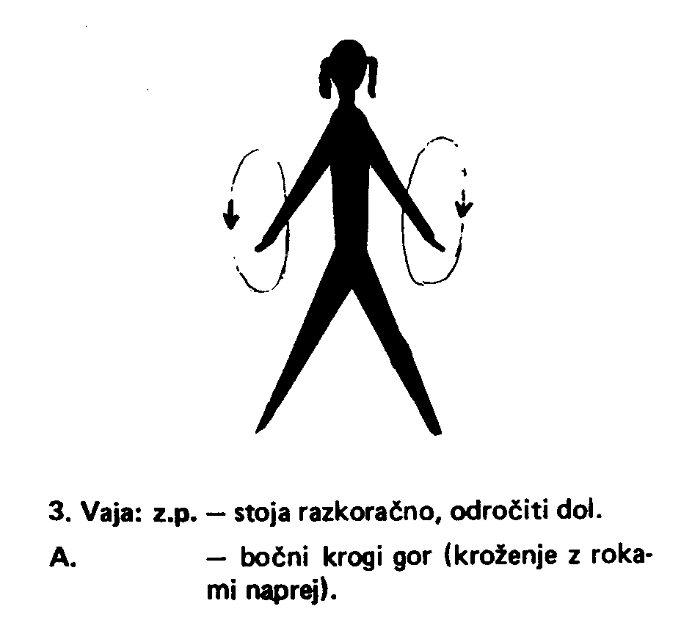 3. Vaja: z.p. — stoja razkoračno, odročiti dol.
A. — bočni krogi gor (kroženje z roka-
mi naprej).